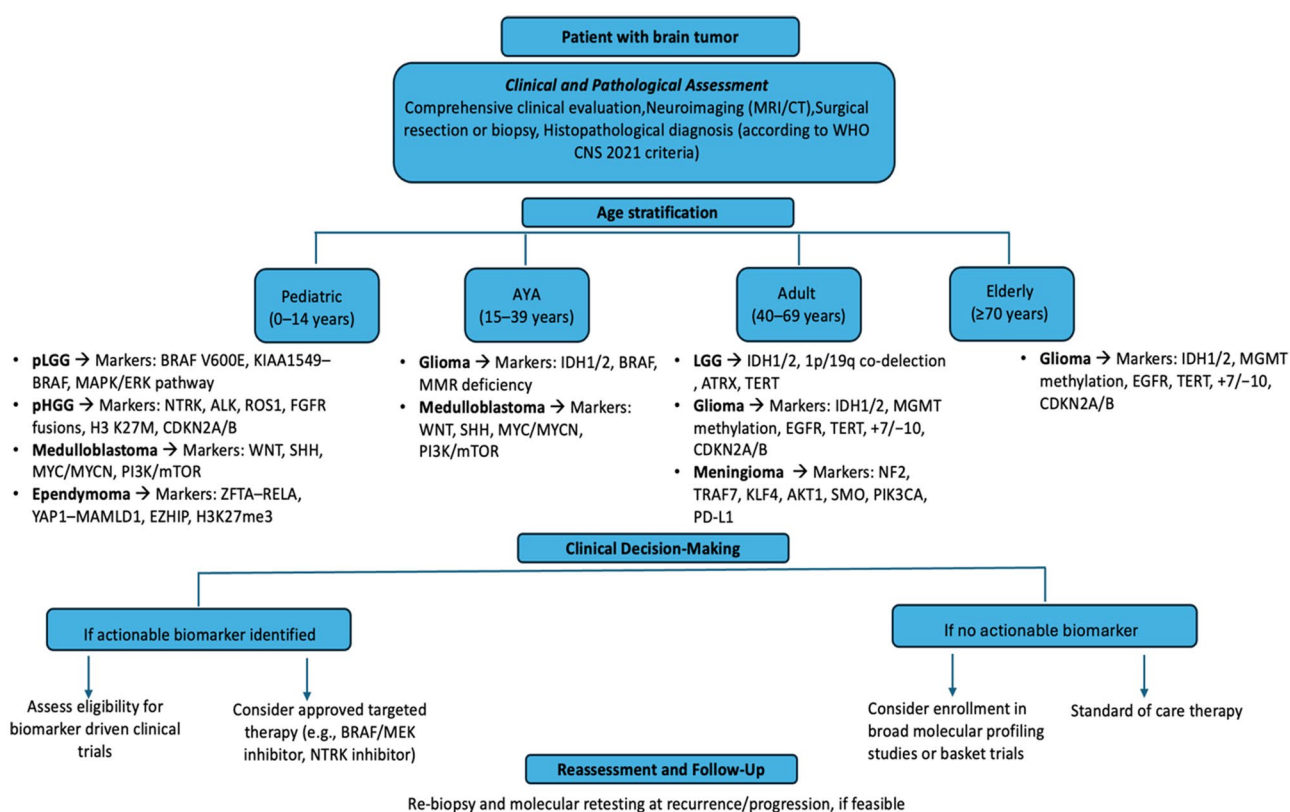 Patient with brain tumor
Clinical and Pathological Assessment
Comprehensive clinical evaluation,Neuroimaging (MRI/CT),Surgical
resection or biopsy, Histopathological diagnosis (according to WHO
CNS 2021 criteria)
Age stratification
Pediatric
(0–14 years)
AYA
(15–39 years)
Adult
(40–69 years)
Elderly
(≥70 years)
• pLGG → Markers: BRAF V600E, KIAA1549–
BRAF, MAPK/ERK pathway
• pHGG → Markers: NTRK, ALK, ROS1, FGFR
fusions, H3 K27M, CDKN2A/B
• Medulloblastoma → Markers: WNT, SHH,
MYC/MYCN, PI3K/mTOR
• Ependymoma → Markers: ZFTA–RELA,
YAP1–MAMLD1, EZHIP, H3K27me3
• Glioma → Markers: IDH1/2, BRAF,
MMR deficiency
• Medulloblastoma → Markers:
WNT, SHH, MYC/MYCN,
PI3K/mTOR
• LGG → IDH1/2, 1p/19q co-delection
, ATRX, TERT
• Glioma → Markers: IDH1/2, MGMT
methylation, EGFR, TERT, +7/−10,
CDKN2A/B
• Meningioma → Markers: NF2,
TRAF7, KLF4, AKT1, SMO, PIK3CA,
PD-L1
• Glioma → Markers: IDH1/2, MGMT
methylation, EGFR, TERT, +7/−10,
CDKN2A/B
Clinical Decision-Making
If actionable biomarker identified
If no actionable biomarker
Assess eligibility for
biomarker driven clinical
trials
Consider approved targeted
therapy (e.g., BRAF/MEK
inhibitor, NTRK inhibitor)
Consider enrollment in
broad molecular profiling
studies or basket trials
Standard of care therapy
Reassessment and Follow-Up
Re-biopsy and molecular retesting at recurrence/progression, if feasible